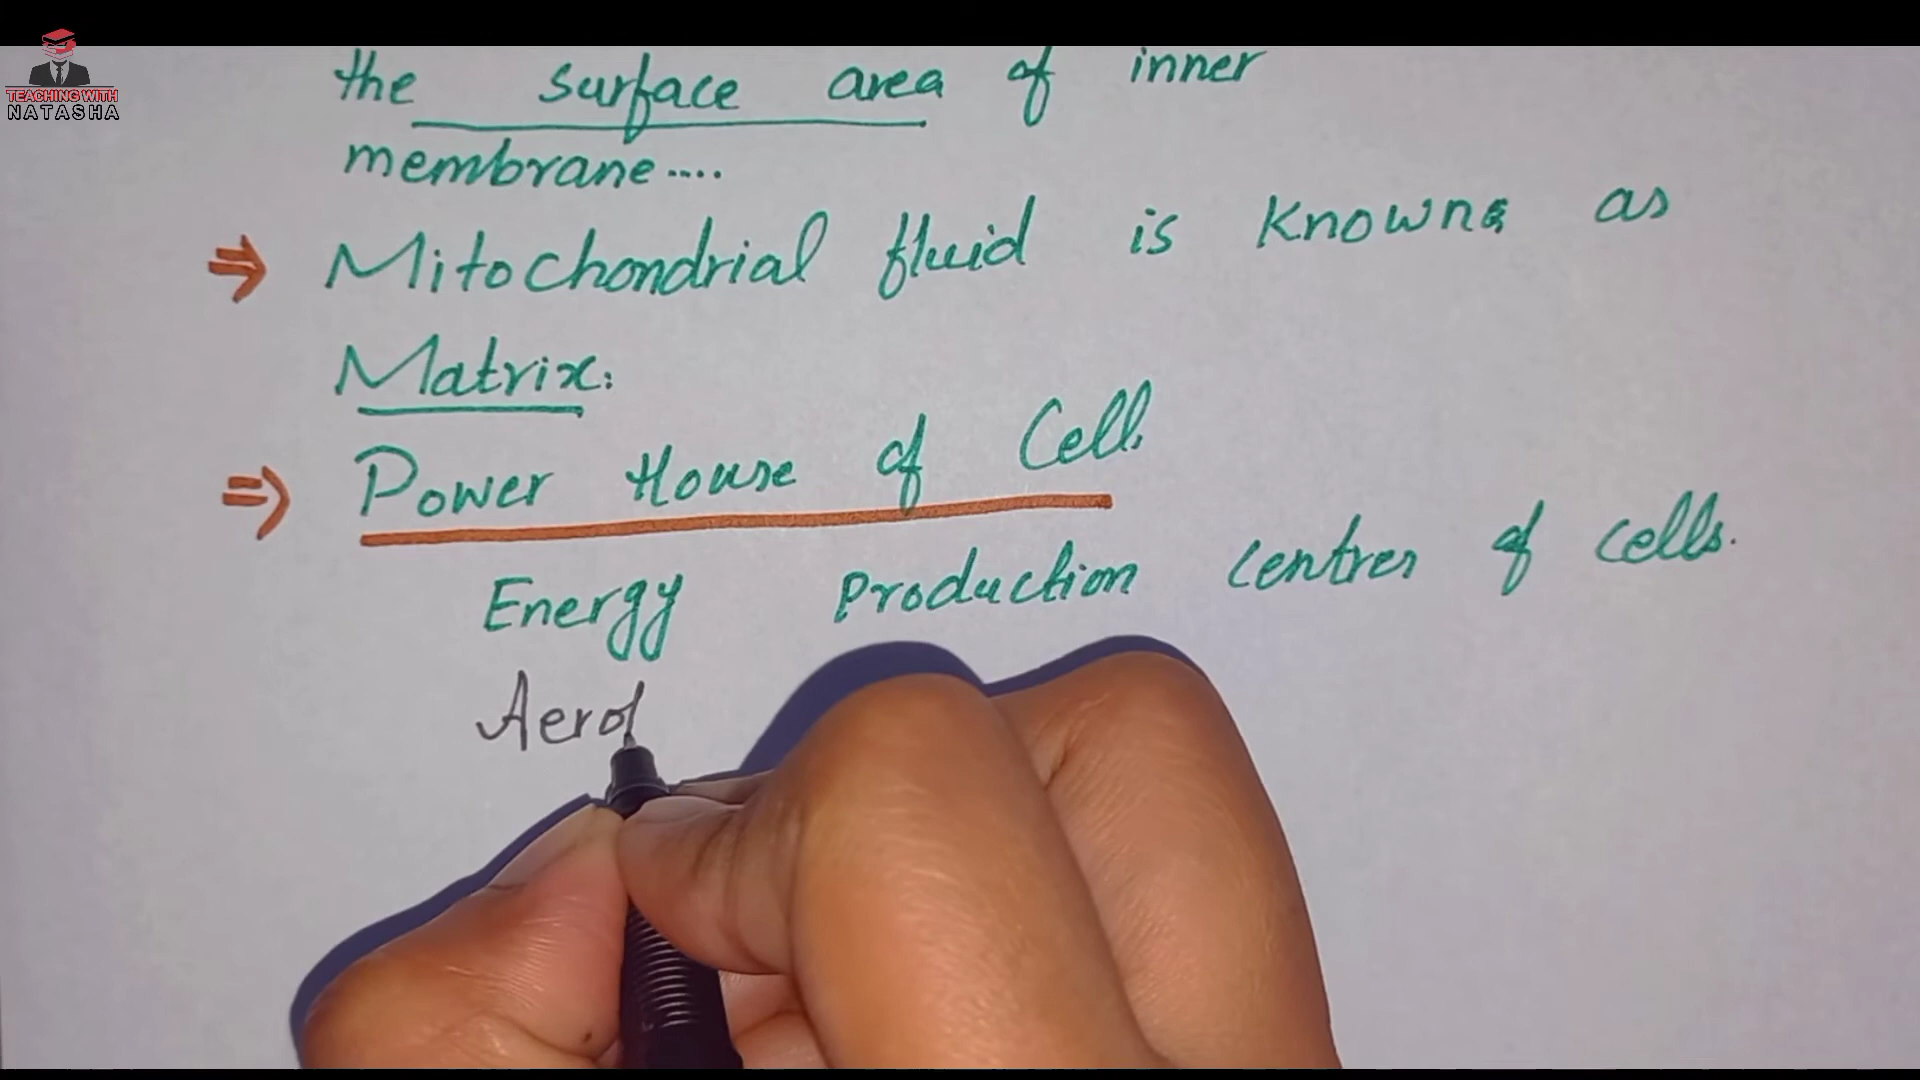 TEACHING WITH
NATASHA
the surface area of inner
membrane....
⇒ Mitochondrial fluid is known as
Matrix:
⇒ Power House of Cell.
Energy Production centres of cells.
Aero